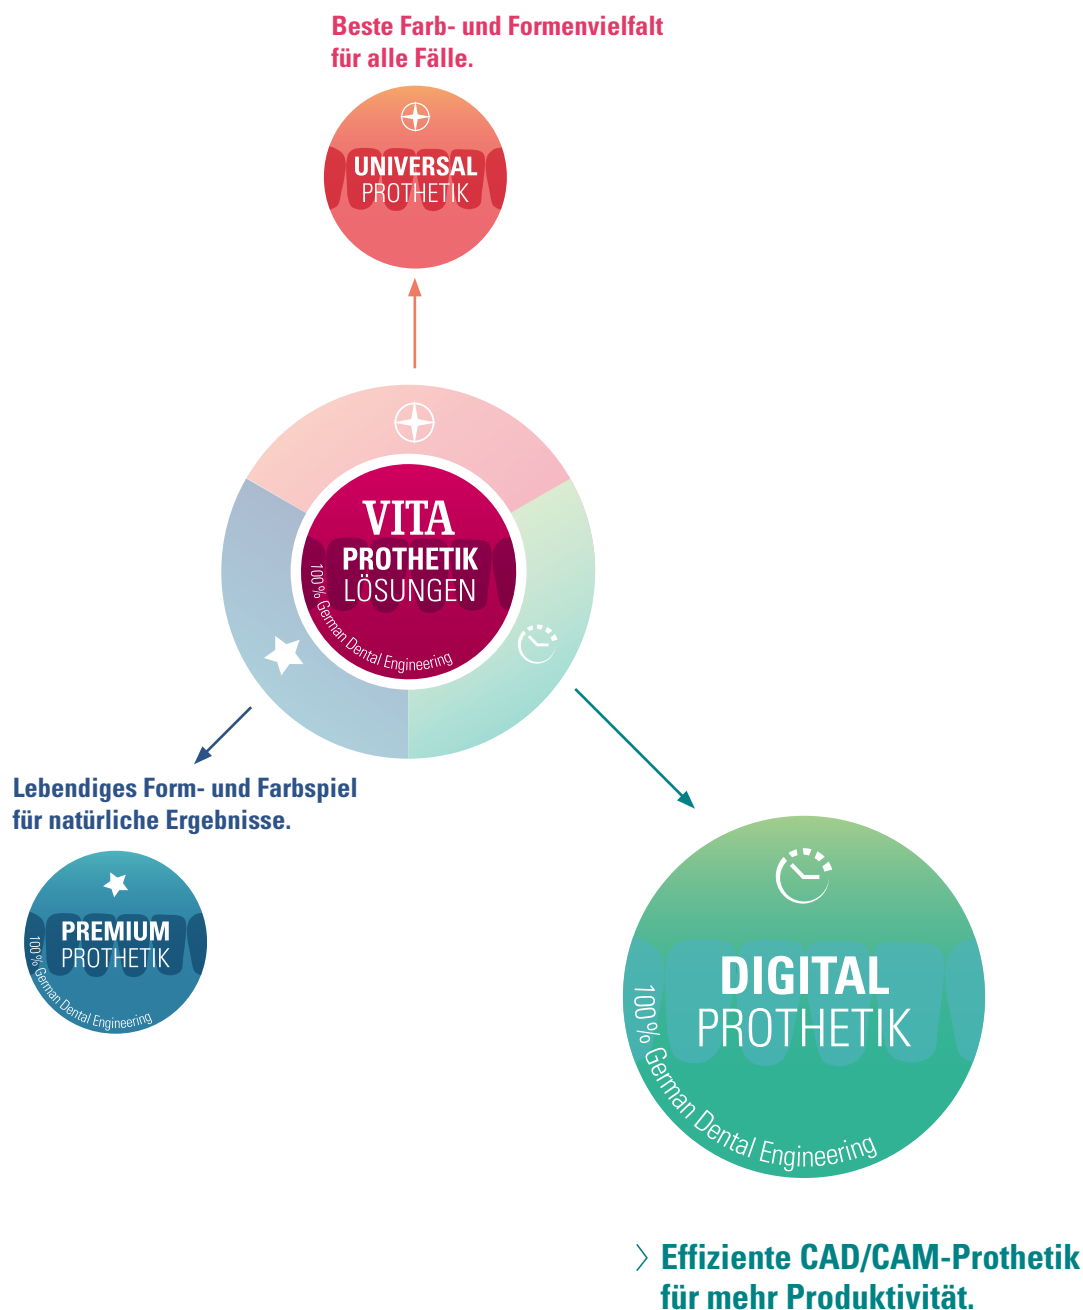 Beste Farb- und Formenvielfalt
für alle Fälle.
UNIVERSAL
PROTHETIK
VITA
PROTHETIK
LÖSUNGEN
100% German Dental Engineering
Lebendiges Form- und Farbspiel
für natürliche Ergebnisse.
PREMIUM
PROTHETIK
100% German Dental Engineering
DIGITAL
PROTHETIK
100% German Dental Engineering
Effiziente CAD/CAM-Prothetik
für mehr Produktivität.